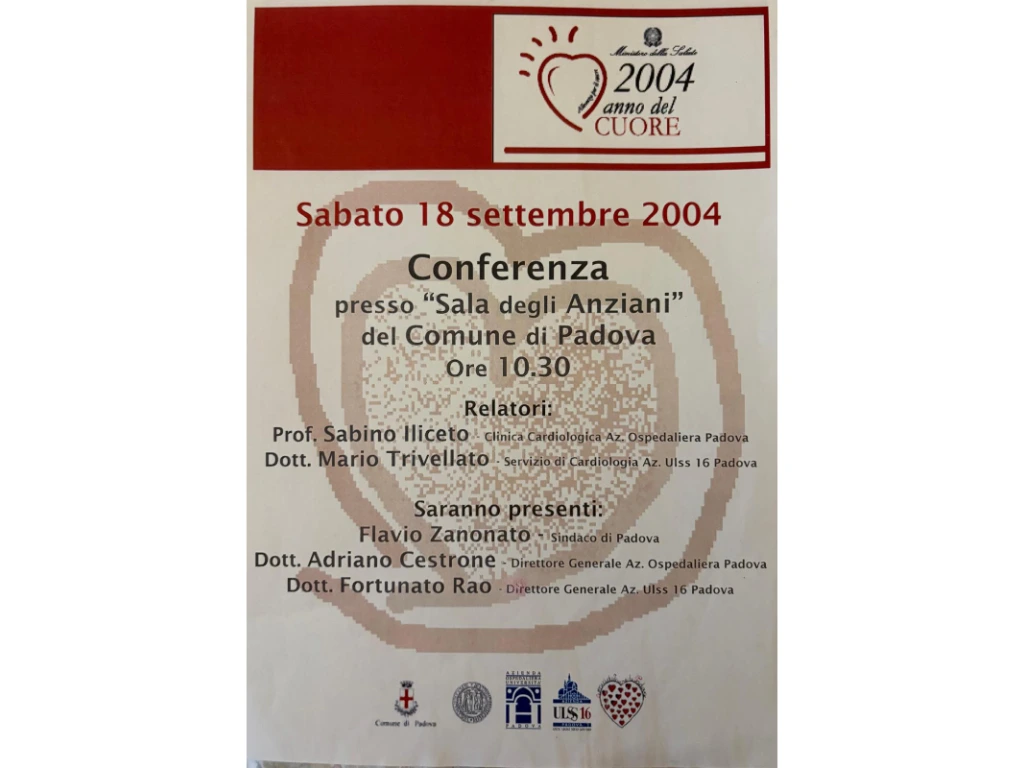 Ministero della Salute
2004
anno del
CUORE
Sabato 18 settembre 2004
Conferenza
presso “Sala degli Anziani”
del Comune di Padova
Ore 10.30
Relatori:
Prof. Sabino Iliceto - Clinica Cardiologica Az. Ospedaliera Padova
Dott. Mario Trivellato - Servizio di Cardiologia Az. Ulss 16 Padova
Saranno presenti:
Flavio Zanonato - Sindaco di Padova
Dott. Adriano Cestrone - Direttore Generale Az. Ospedaliera Padova
Dott. Fortunato Rao - Direttore Generale Az. Ulss 16 Padova
Comune di Padova
AZIENDA
PADOVA
ULSS 16